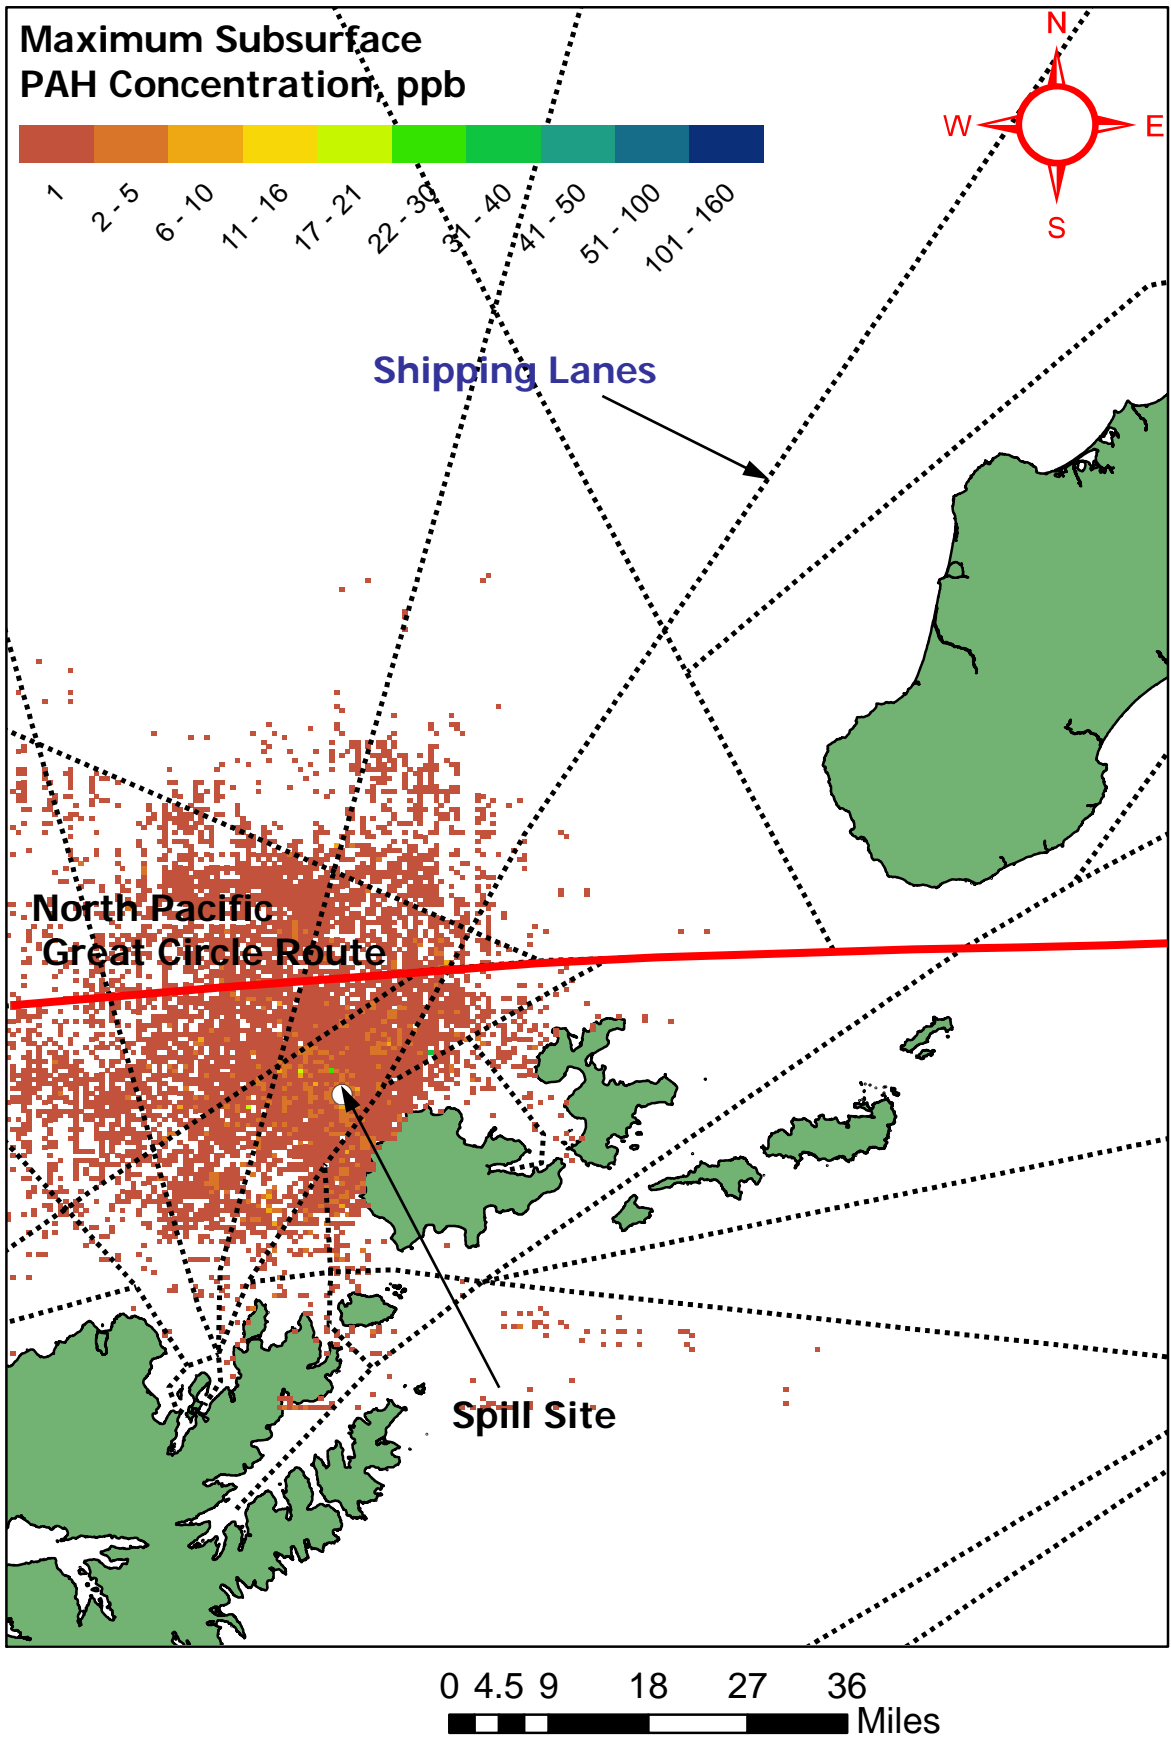 Maximum Subsurface
PAH Concentration, ppb
N
W E
S
1
2 - 5
6 - 10
11 - 16
17 - 21
22 - 30
31 - 40
41 - 50
51 - 100
101 - 160
Shipping Lanes
North Pacific
Great Circle Route
Spill Site
0 4.5 9 18 27 36
Miles